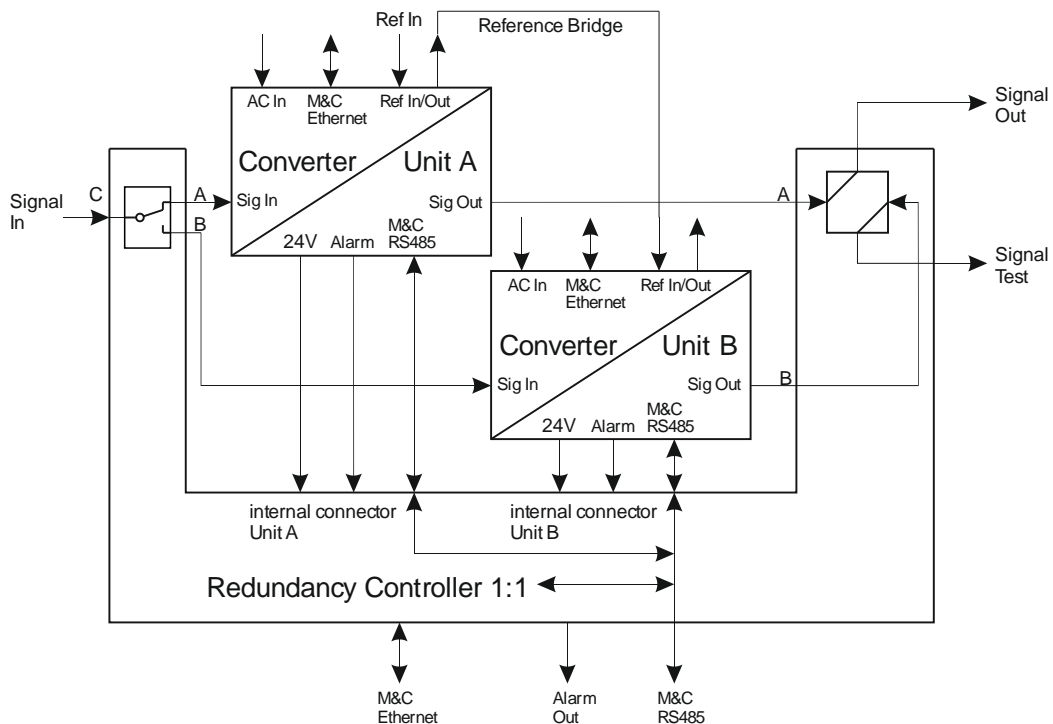 Ref In
Reference Bridge
AC In
M&C
Ethernet
Ref In/Out
Converter
Unit A
Sig In
Sig Out
24V
Alarm
M&C
RS485
Signal
In
C
A
B
A
Signal
Out
Signal
Test
AC In
M&C
Ethernet
Ref In/Out
Converter
Unit B
Sig In
Sig Out
B
24V
Alarm
M&C
RS485
internal connector
Unit A
internal connector
Unit B
Redundancy Controller 1:1
M&C
Ethernet
Alarm
Out
M&C
RS485